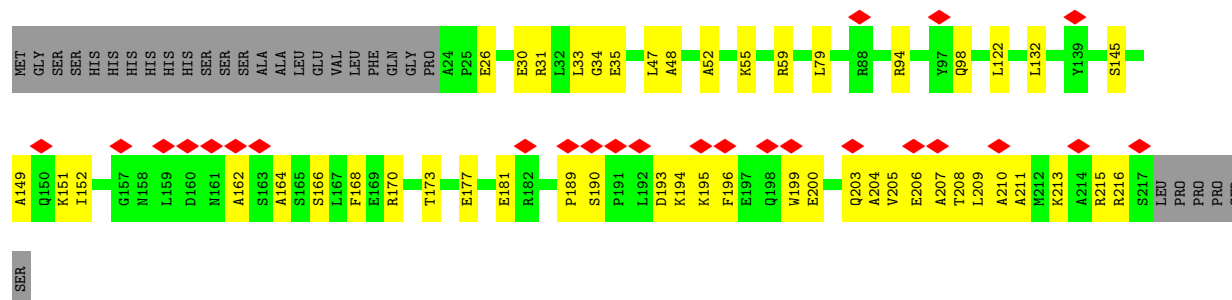 MET GLY SER SER HIS HIS HIS HIS HIS HIS SER SER SER ALA ALA LEU GLU VAL LEU PHE GLN GLY PRO A24 P25 E26 E30 R31 L32 L33 G34 E35 L47 A48 A52 K55 R59 L79 R88 R94 Y97 Q98 L122 L132 Y139 S145
A149 Q150 K151 I152 G157 N158 L159 D160 N161 A162 S163 A164 S165 S166 L167 F168 E169 R170 T173 E177 E181 R182 P189 S190 P191 L192 D193 K194 K195 F196 E197 Q198 W199 E200 Q203 A204 V205 E206 A207 T208 L209 A210 A211 M212 K213 A214 R215 R216 S217 LEU PRO PRO PRO
SER